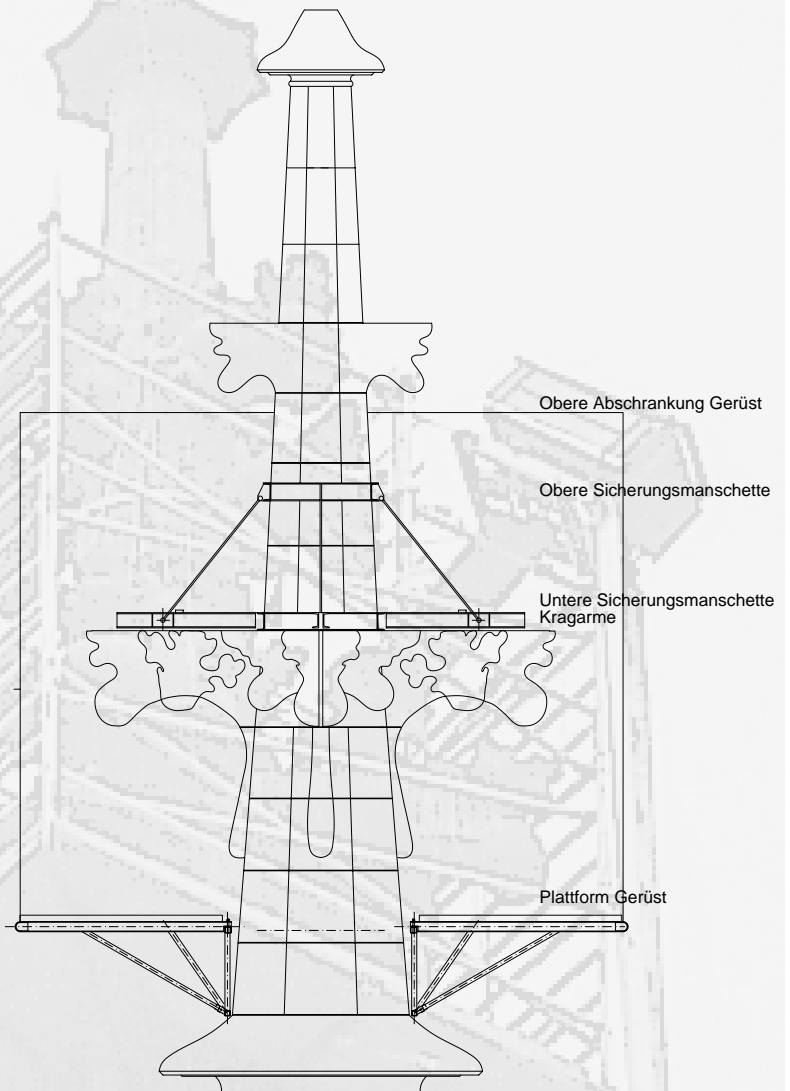 Obere Abschrankung Gerüst
Obere Sicherungsmanschette
Untere Sicherungsmanschette
Kragarme
Plattform Gerüst